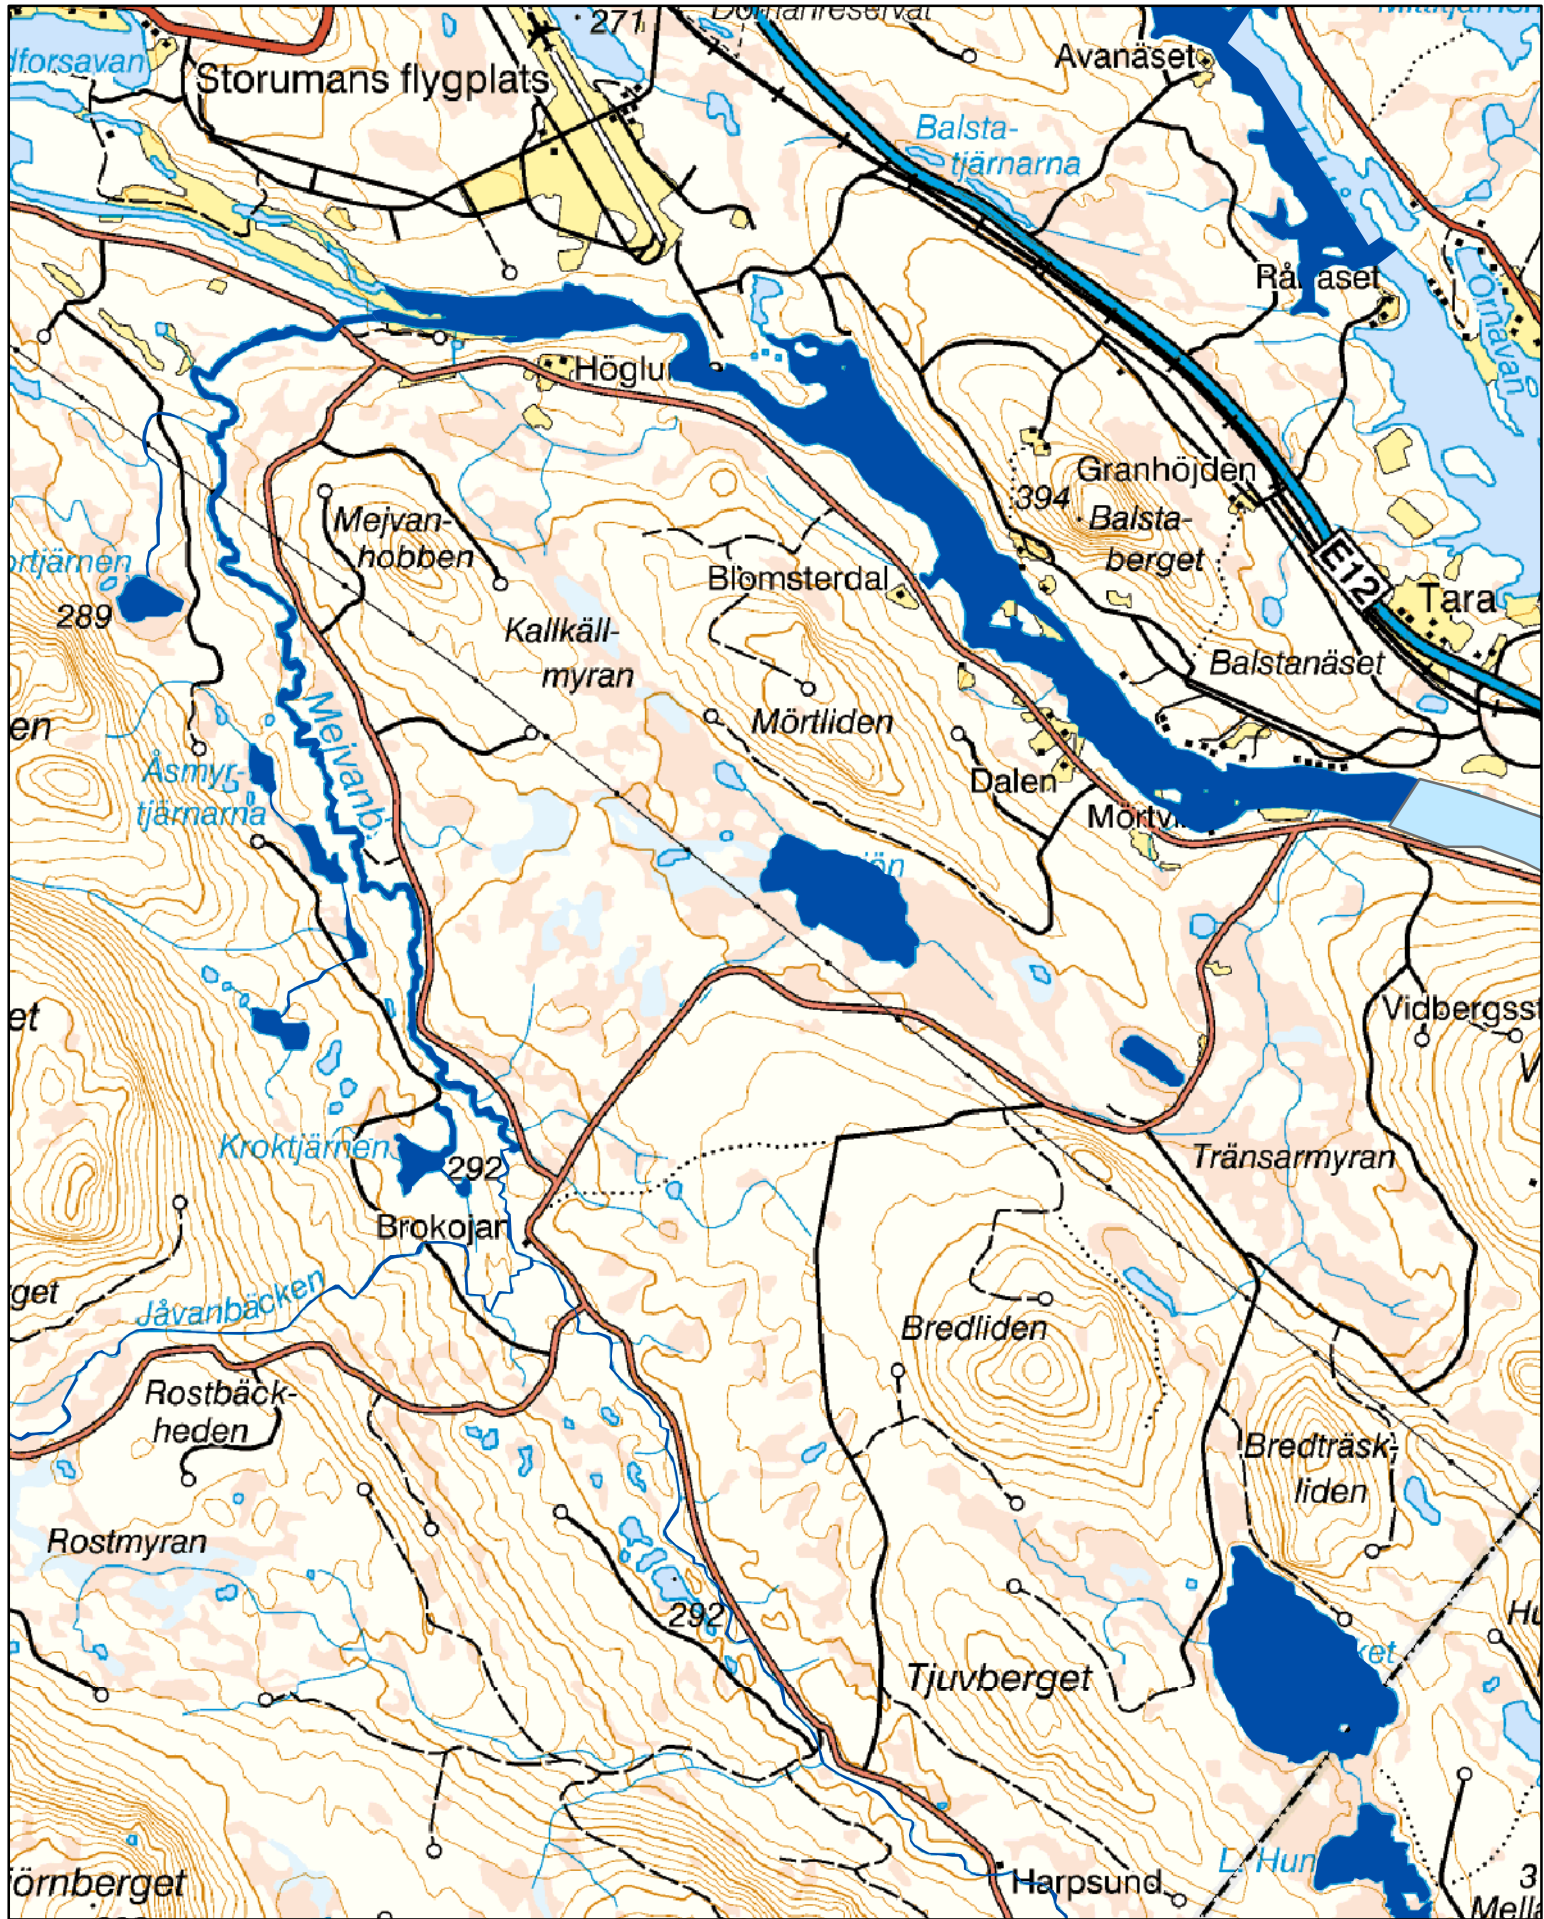 271
Avanäset
Storumans flygplats
Balsta-
tjärnarna
Granhöjden
394
Balsta-
berget
E12
Tara
Balstanäset
Mejvan-
hobben
289
Blomsterdal
Kallkäll-
myran
Mörtliden
Mejvanb.
Åsmyr-
tjärnarna
Dalen
Kroktjärnen
292
Brokojan
Tränsarmyran
Jåvanbäcken
Bredliden
Rostbäck-
heden
Bredträsk-
liden
Rostmyran
292
Tjuvberget
Harpsund